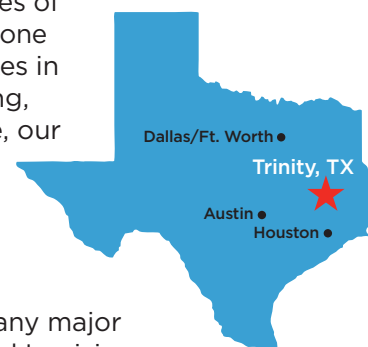 es of
one
es in
ng,
e, our
Dallas/Ft. Worth
Trinity, TX
Austin
Houston
any major